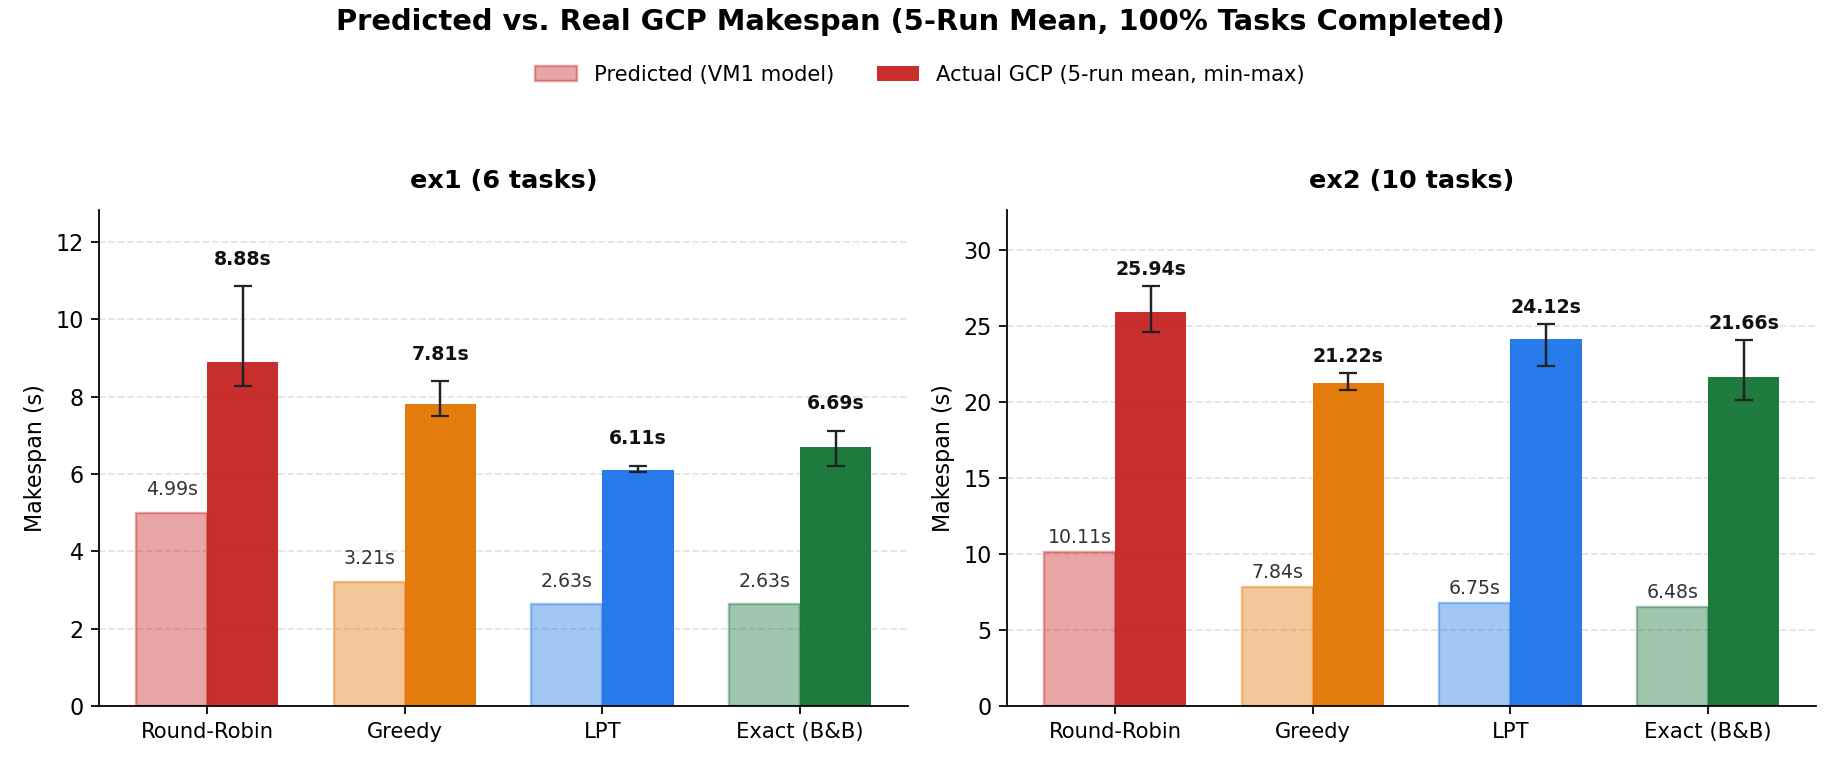 Predicted vs. Real GCP Makespan (5-Run Mean, 100% Tasks Completed)
Predicted (VM1 model)
Actual GCP (5-run mean, min-max)
ex1 (6 tasks)
Makespan (s)
12
10
8
6
4
2
0
4.99s
8.88s
3.21s
7.81s
2.63s
6.11s
2.63s
6.69s
Round-Robin
Greedy
LPT
Exact (B&B)
ex2 (10 tasks)
Makespan (s)
30
25
20
15
10
5
0
10.11s
25.94s
7.84s
21.22s
6.75s
24.12s
6.48s
21.66s
Round-Robin
Greedy
LPT
Exact (B&B)